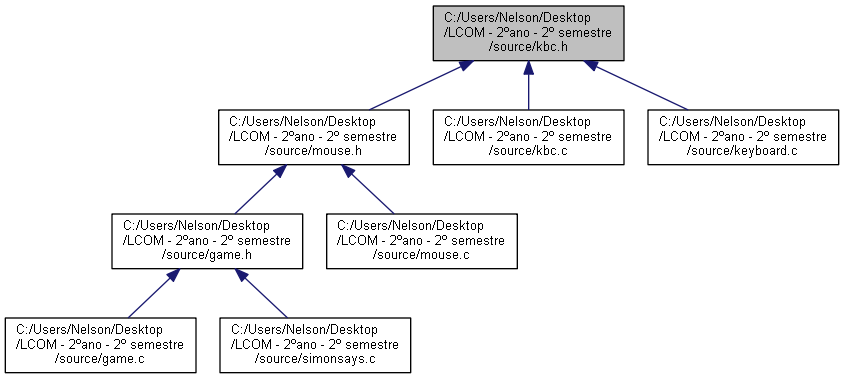 C:/Users/Nelson/Desktop
/LCOM - 2ºano - 2º semestre
/source/kbc.h
C:/Users/Nelson/Desktop
/LCOM - 2ºano - 2º semestre
/source/mouse.h
C:/Users/Nelson/Desktop
/LCOM - 2ºano - 2º semestre
/source/kbc.c
C:/Users/Nelson/Desktop
/LCOM - 2ºano - 2º semestre
/source/keyboard.c
C:/Users/Nelson/Desktop
/LCOM - 2ºano - 2º semestre
/source/game.h
C:/Users/Nelson/Desktop
/LCOM - 2ºano - 2º semestre
/source/mouse.c
C:/Users/Nelson/Desktop
/LCOM - 2ºano - 2º semestre
/source/game.c
C:/Users/Nelson/Desktop
/LCOM - 2ºano - 2º semestre
/source/simonsays.c